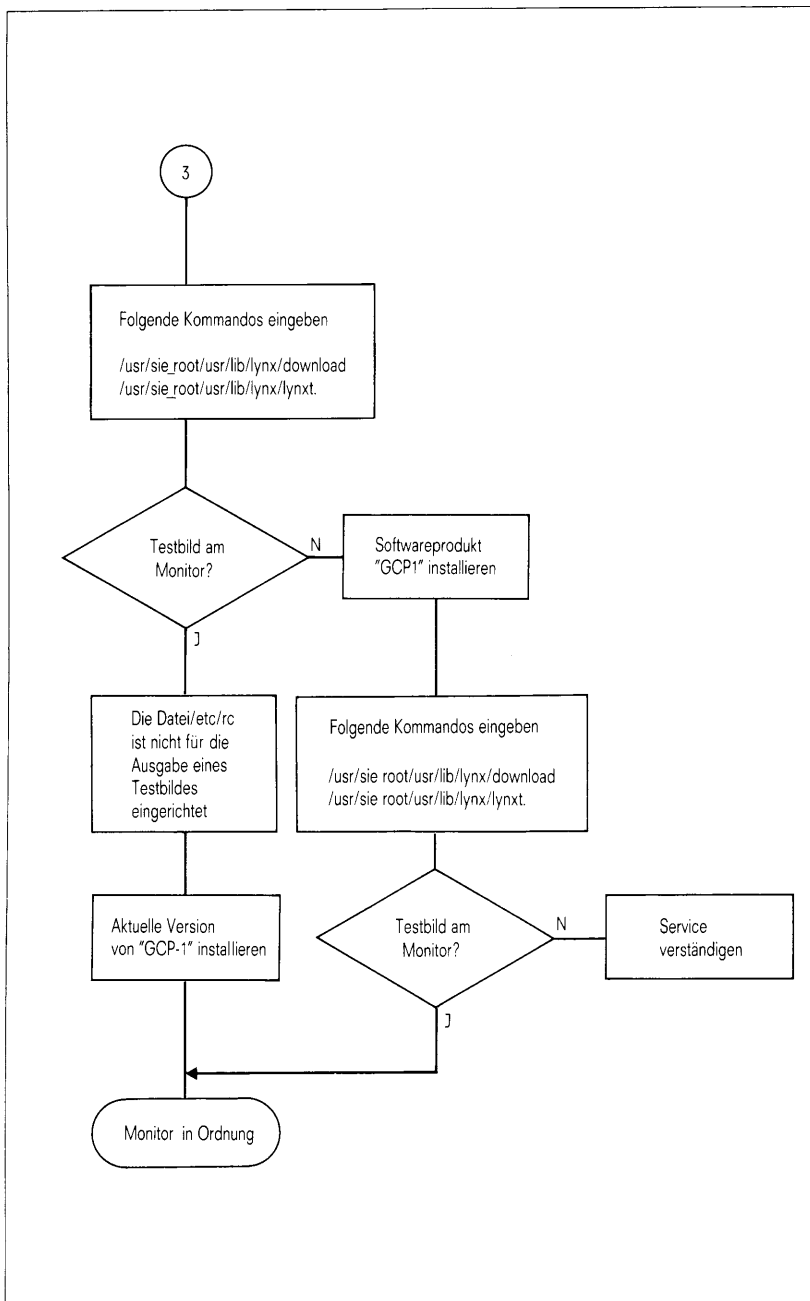 3
Folgende Kommandos eingeben
/usr/sie_root/usr/lib/lynx/download
/usr/sie_root/usr/lib/lynx/lynxt.
Testbild am
Monitor?
N
J
Softwareprodukt
"GCP1" installieren
Die Datei/etc/rc
ist nicht für die
Ausgabe eines
Testbildes
eingerichtet
Folgende Kommandos eingeben
/usr/sie root/usr/lib/lynx/download
/usr/sie root/usr/lib/lynx/lynxt.
Aktuelle Version
von "GCP-1" installieren
Testbild am
Monitor?
N
J
Service
verständigen
Monitor in Ordnung